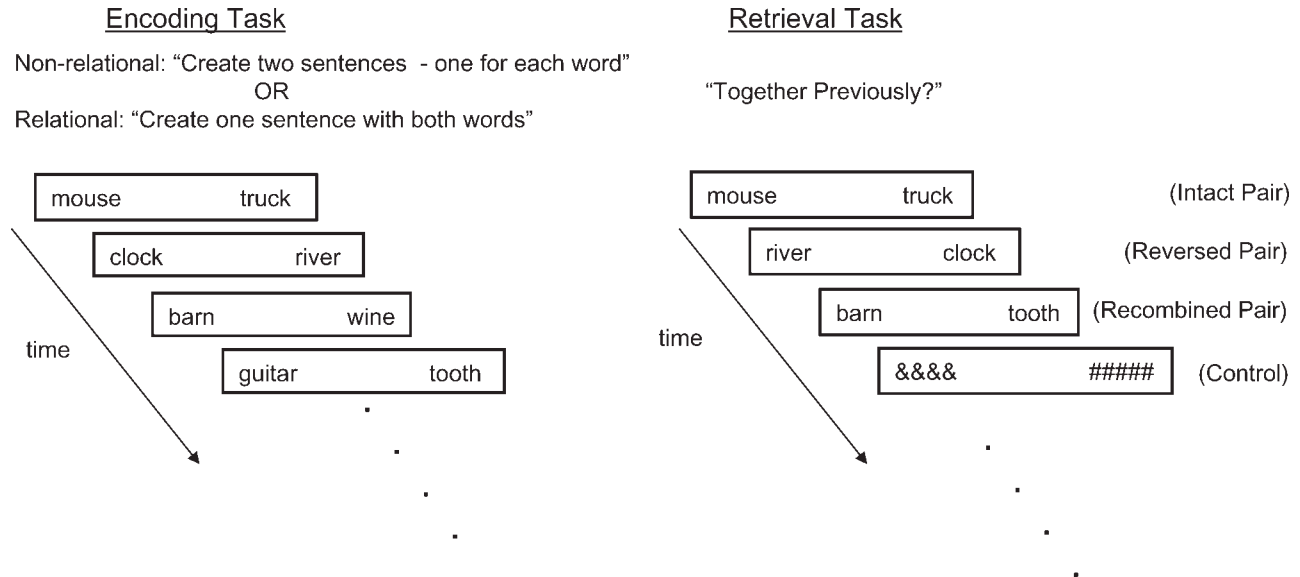 Encoding Task
Non-relational: “Create two sentences - one for each word”
OR
Relational: “Create one sentence with both words”
mouse truck
clock river
barn wine
guitar tooth
time
Retrieval Task
“Together Previously?”
mouse truck (Intact Pair)
river clock (Reversed Pair)
barn tooth (Recombined Pair)
&&&& ##### (Control)
time